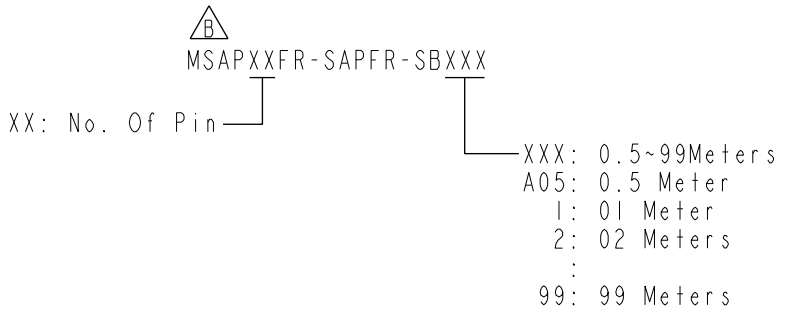 B
MSAPXXFR-SAPFR-SBXXX
XX: No. Of Pin
XXX: 0.5~99Meters
A05: 0.5 Meter
1: 01 Meter
2: 02 Meters
:
99: 99 Meters